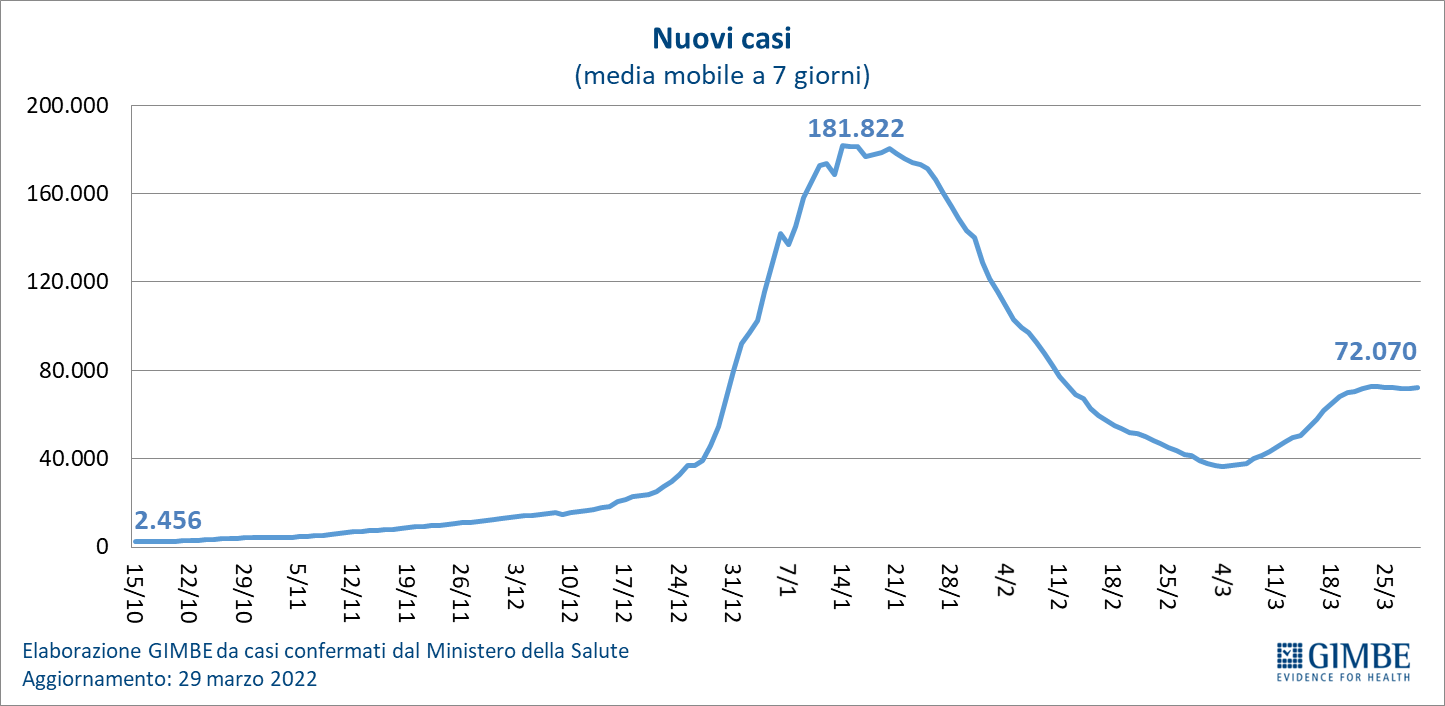 Nuovi casi
(media mobile a 7 giorni)
200.000
181.822
160.000
120.000
80.000
72.070
40.000
2.456
0
15/10 22/10 29/10 5/11 12/11 19/11 26/11 3/12 10/12 17/12 24/12 31/12 7/1 14/1 21/1 28/1 4/2 11/2 18/2 25/2 4/3 11/3 18/3 25/3
Elaborazione GIMBE da casi confermati dal Ministero della Salute
Aggiornamento: 29 marzo 2022
GIMBE
EVIDENCE FOR HEALTH